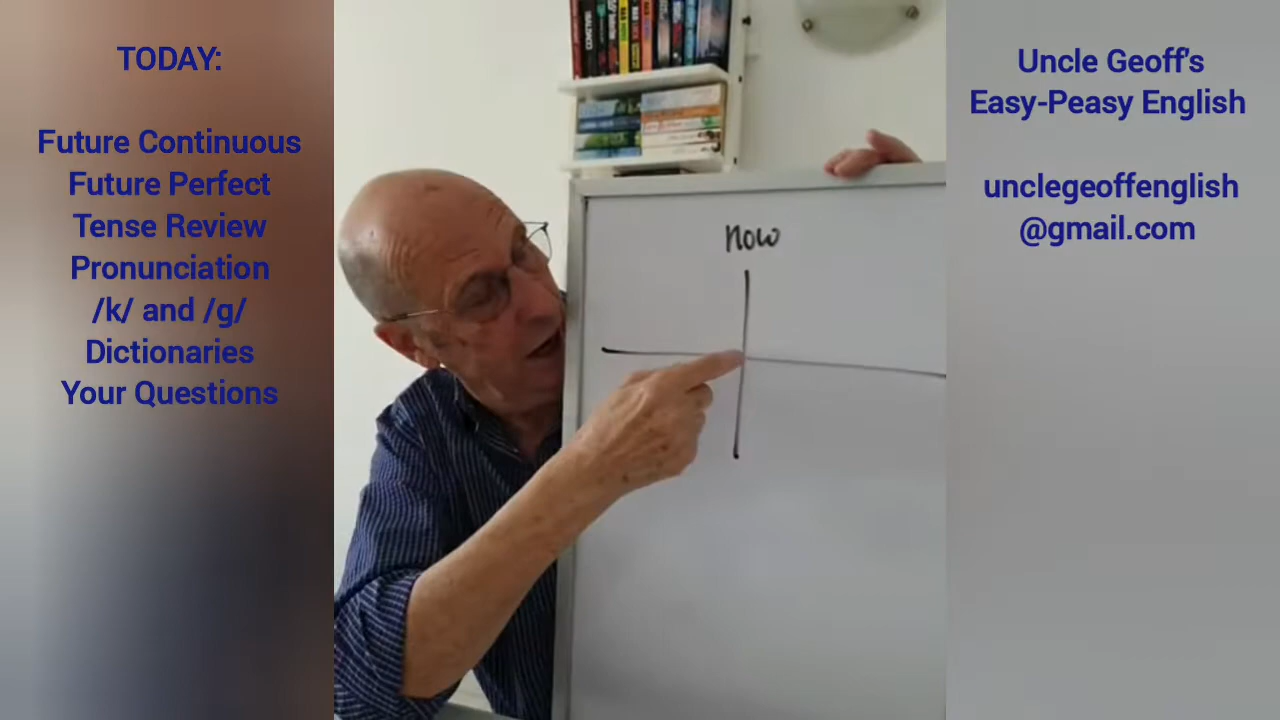 TODAY:
Future Continuous
Future Perfect
Tense Review
Pronunciation
/k/ and /g/
Dictionaries
Your Questions
now
Uncle Geoff's
Easy-Peasy English
unclegeoffenglish
@gmail.com